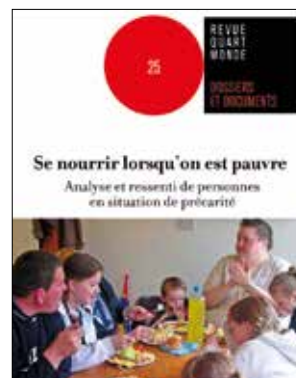 25
REVUE
QUART
MONDE
DOSSIERS
ET DOCUMENTS
Se nourrir lorsqu'on est pauvre
Analyse et ressenti de personnes
en situation de précarité